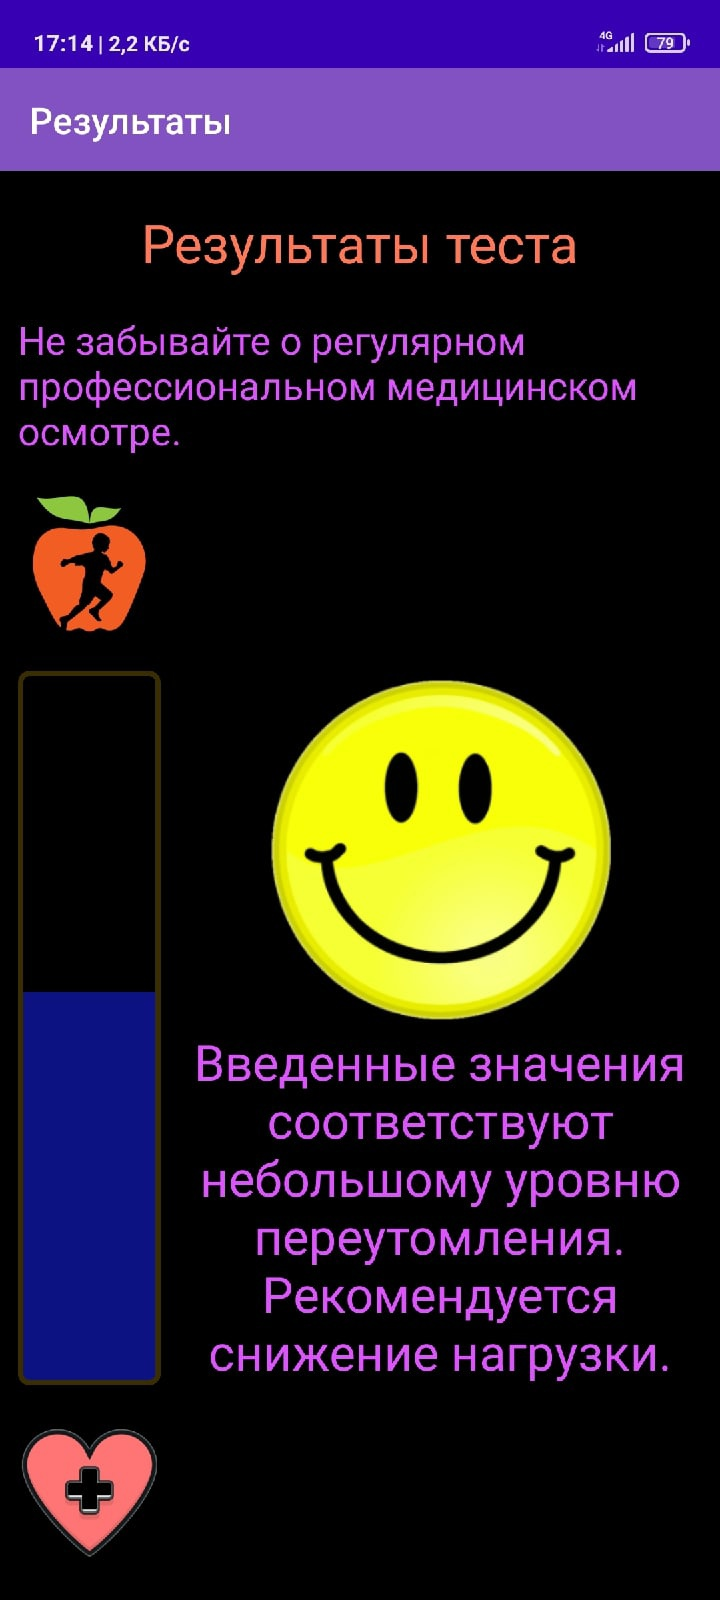 17:14 | 2,2 КБ/с
4G
79
Результаты
Результаты теста
Не забывайте о регулярном
профессиональном медицинском
осмотре.
Введенные значения
соответствуют
небольшому уровню
переутомления.
Рекомендуется
снижение нагрузки.